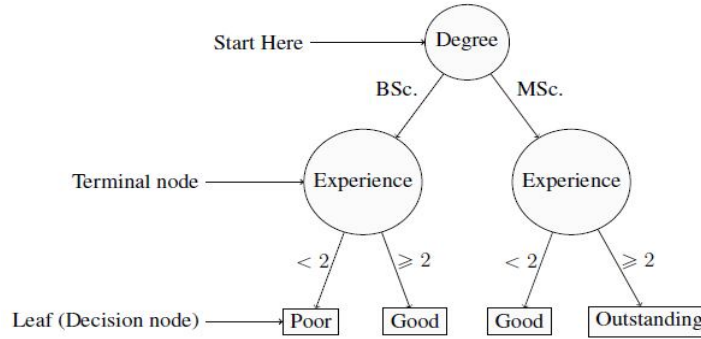 Start Here
Degree
BSc.
MSc.
Terminal node
Experience
Experience
< 2
⩾ 2
< 2
⩾ 2
Leaf (Decision node)
Poor
Good
Good
Outstanding